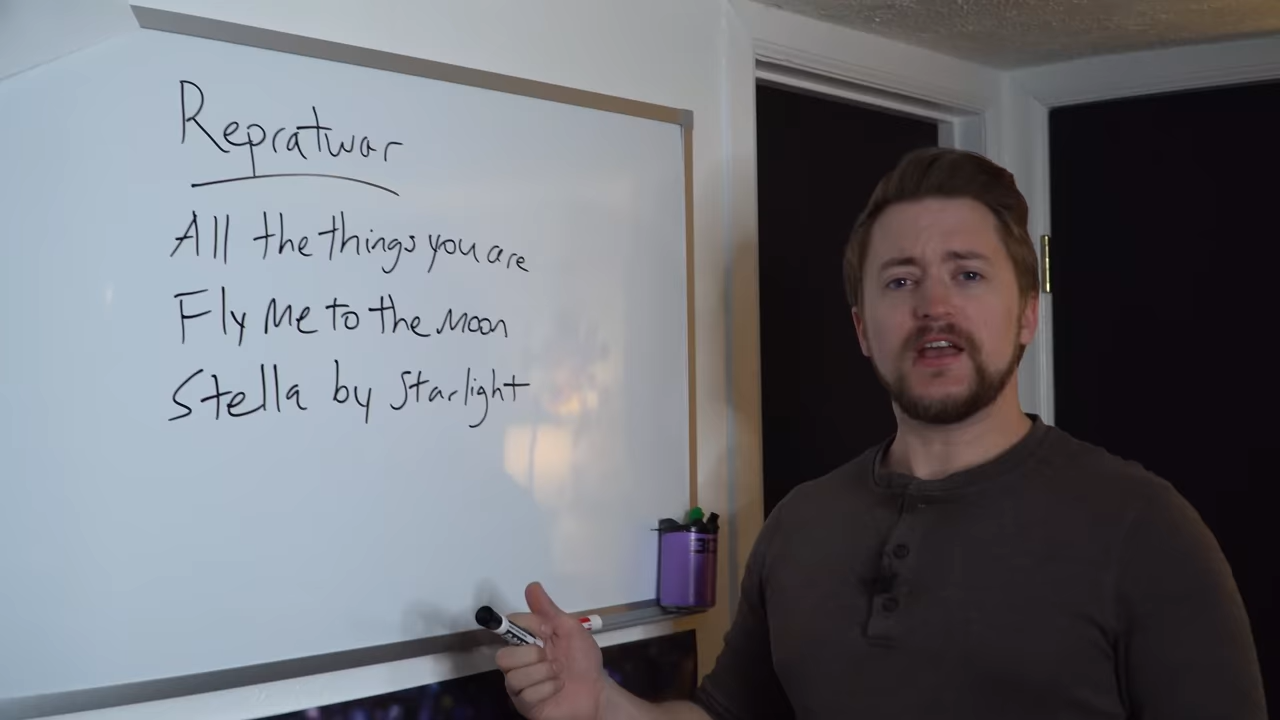 Repratwar
All the things you are
Fly Me to the Moon
Stella by Starlight